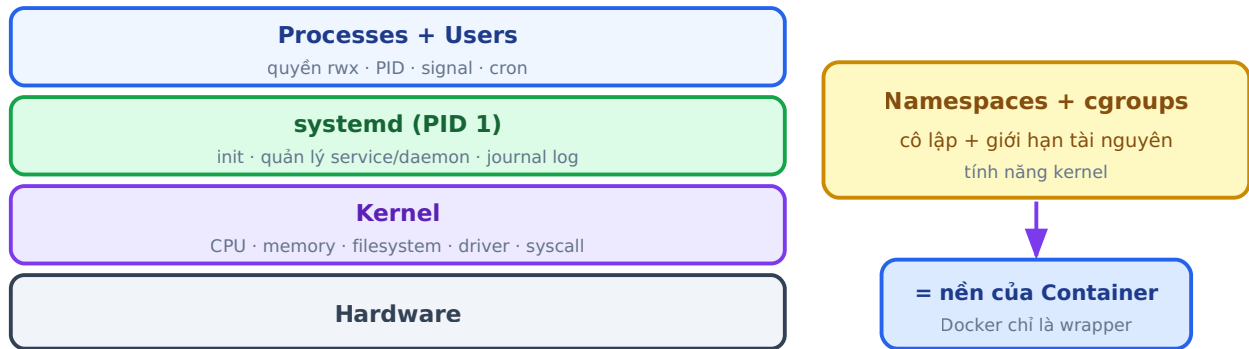 Processes + Users
quyền rwx · PID · signal · cron
systemd (PID 1)
init · quản lý service/daemon · journal log
Kernel
CPU · memory · filesystem · driver · syscall
Hardware
Namespaces + cgroups
cô lập + giới hạn tài nguyên
tính năng kernel
= nền của Container
Docker chỉ là wrapper